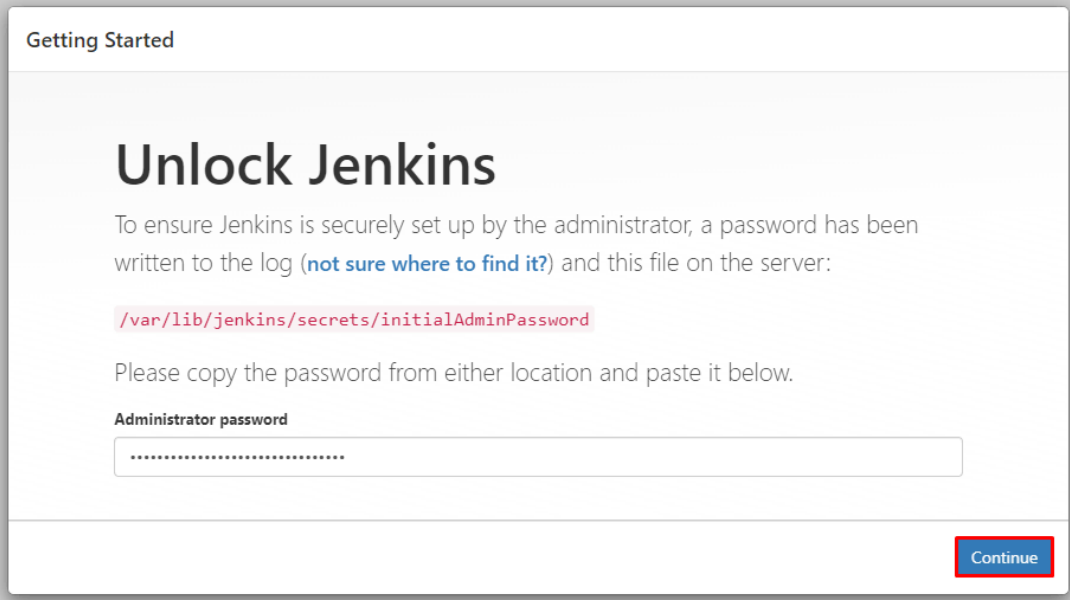 Getting Started
Unlock Jenkins
To ensure Jenkins is securely set up by the administrator, a password has been
written to the log (not sure where to find it?) and this file on the server:
/var/lib/jenkins/secrets/initialAdminPassword
Please copy the password from either location and paste it below.
Administrator password
••••••••••••••••••••••••••••••••
Continue